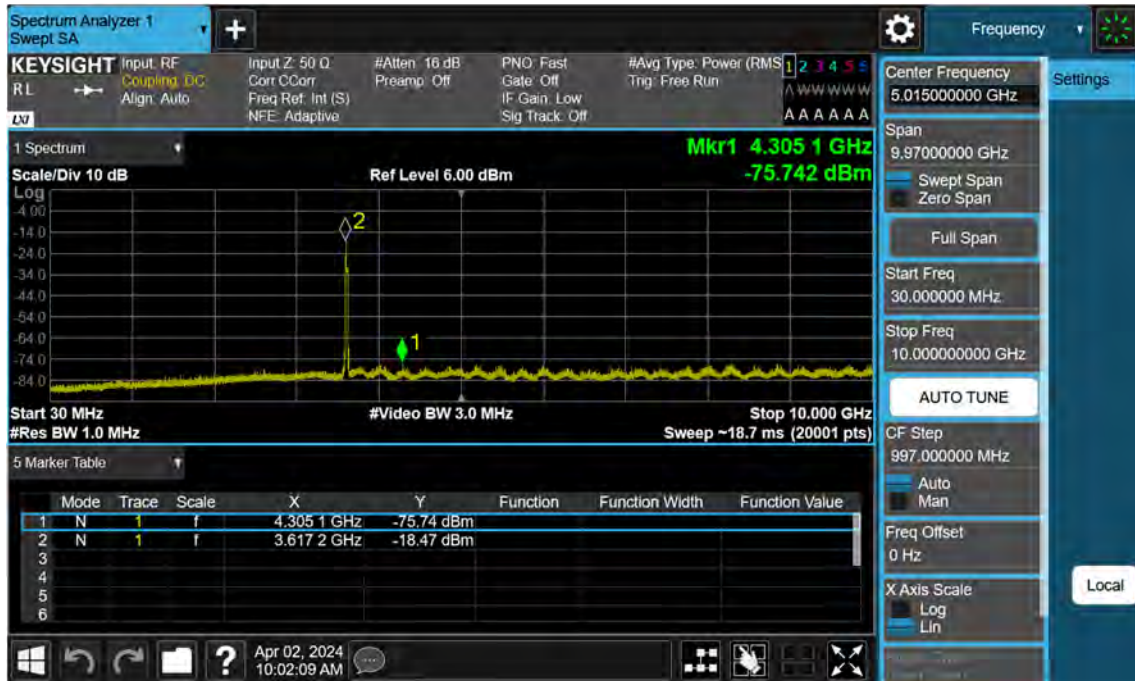 Spectrum Analyzer 1
Swept SA
Frequency
KEYSIGHT
RL
LXI
Input: RF
Coupling: DC
Align: Auto
Input Z: 50 Ω
Corr CCorr
Freq Ref: Int (S)
NFE: Adaptive
#Atten: 16 dB
Preamp: Off
PNO: Fast
Gate: Off
IF Gain: Low
Sig Track: Off
#Avg Type: Power (RMS
Trig: Free Run
1 2 3 4 5 6
A W W W W W
A A A A A A
1 Spectrum
Mkr1 4.305 1 GHz
-75.742 dBm
Scale/Div 10 dB
Ref Level 6.00 dBm
Log
-4.00
-14.0
-24.0
-34.0
-44.0
-54.0
-64.0
-74.0
-84.0
2
1
Start 30 MHz
#Video BW 3.0 MHz
Stop 10.000 GHz
#Res BW 1.0 MHz
Sweep ~18.7 ms (20001 pts)
5 Marker Table
Mode Trace Scale X Y Function Function Width Function Value
1 N 1 f 4.305 1 GHz -75.74 dBm
2 N 1 f 3.617 2 GHz -18.47 dBm
3
4
5
6
Apr 02, 2024
10:02:09 AM
Center Frequency
5.015000000 GHz
Span
9.97000000 GHz
Swept Span
Zero Span
Full Span
Start Freq
30.000000 MHz
Stop Freq
10.000000000 GHz
AUTO TUNE
CF Step
997.000000 MHz
Auto
Man
Freq Offset
0 Hz
X Axis Scale
Log
Lin
Settings
Local